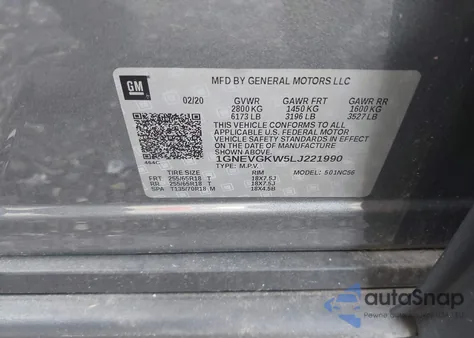 GM
MFD BY GENERAL MOTORS LLC
02/20 GVWR GAWR FRT GAWR RR
2800 KG 1450 KG 1600 KG
6173 LB 3196 LB 3527 LB
THIS VEHICLE CONFORMS TO ALL
APPLICABLE U.S. FEDERAL MOTOR
VEHICLE SAFETY STANDARDS IN
EFFECT ON THE DATE OF
MANUFACTURE SHOWN ABOVE.
464C
1GNEVGKW5LJ221990
TYPE: M.P.V.
TIRE SIZE RIM MODEL: S01NC56
FRT 255/65R18 T 18X7.5J
RR 255/65R18 T 18X7.5J
SPA T135/70R18 M 18X4.5B
autoSnap